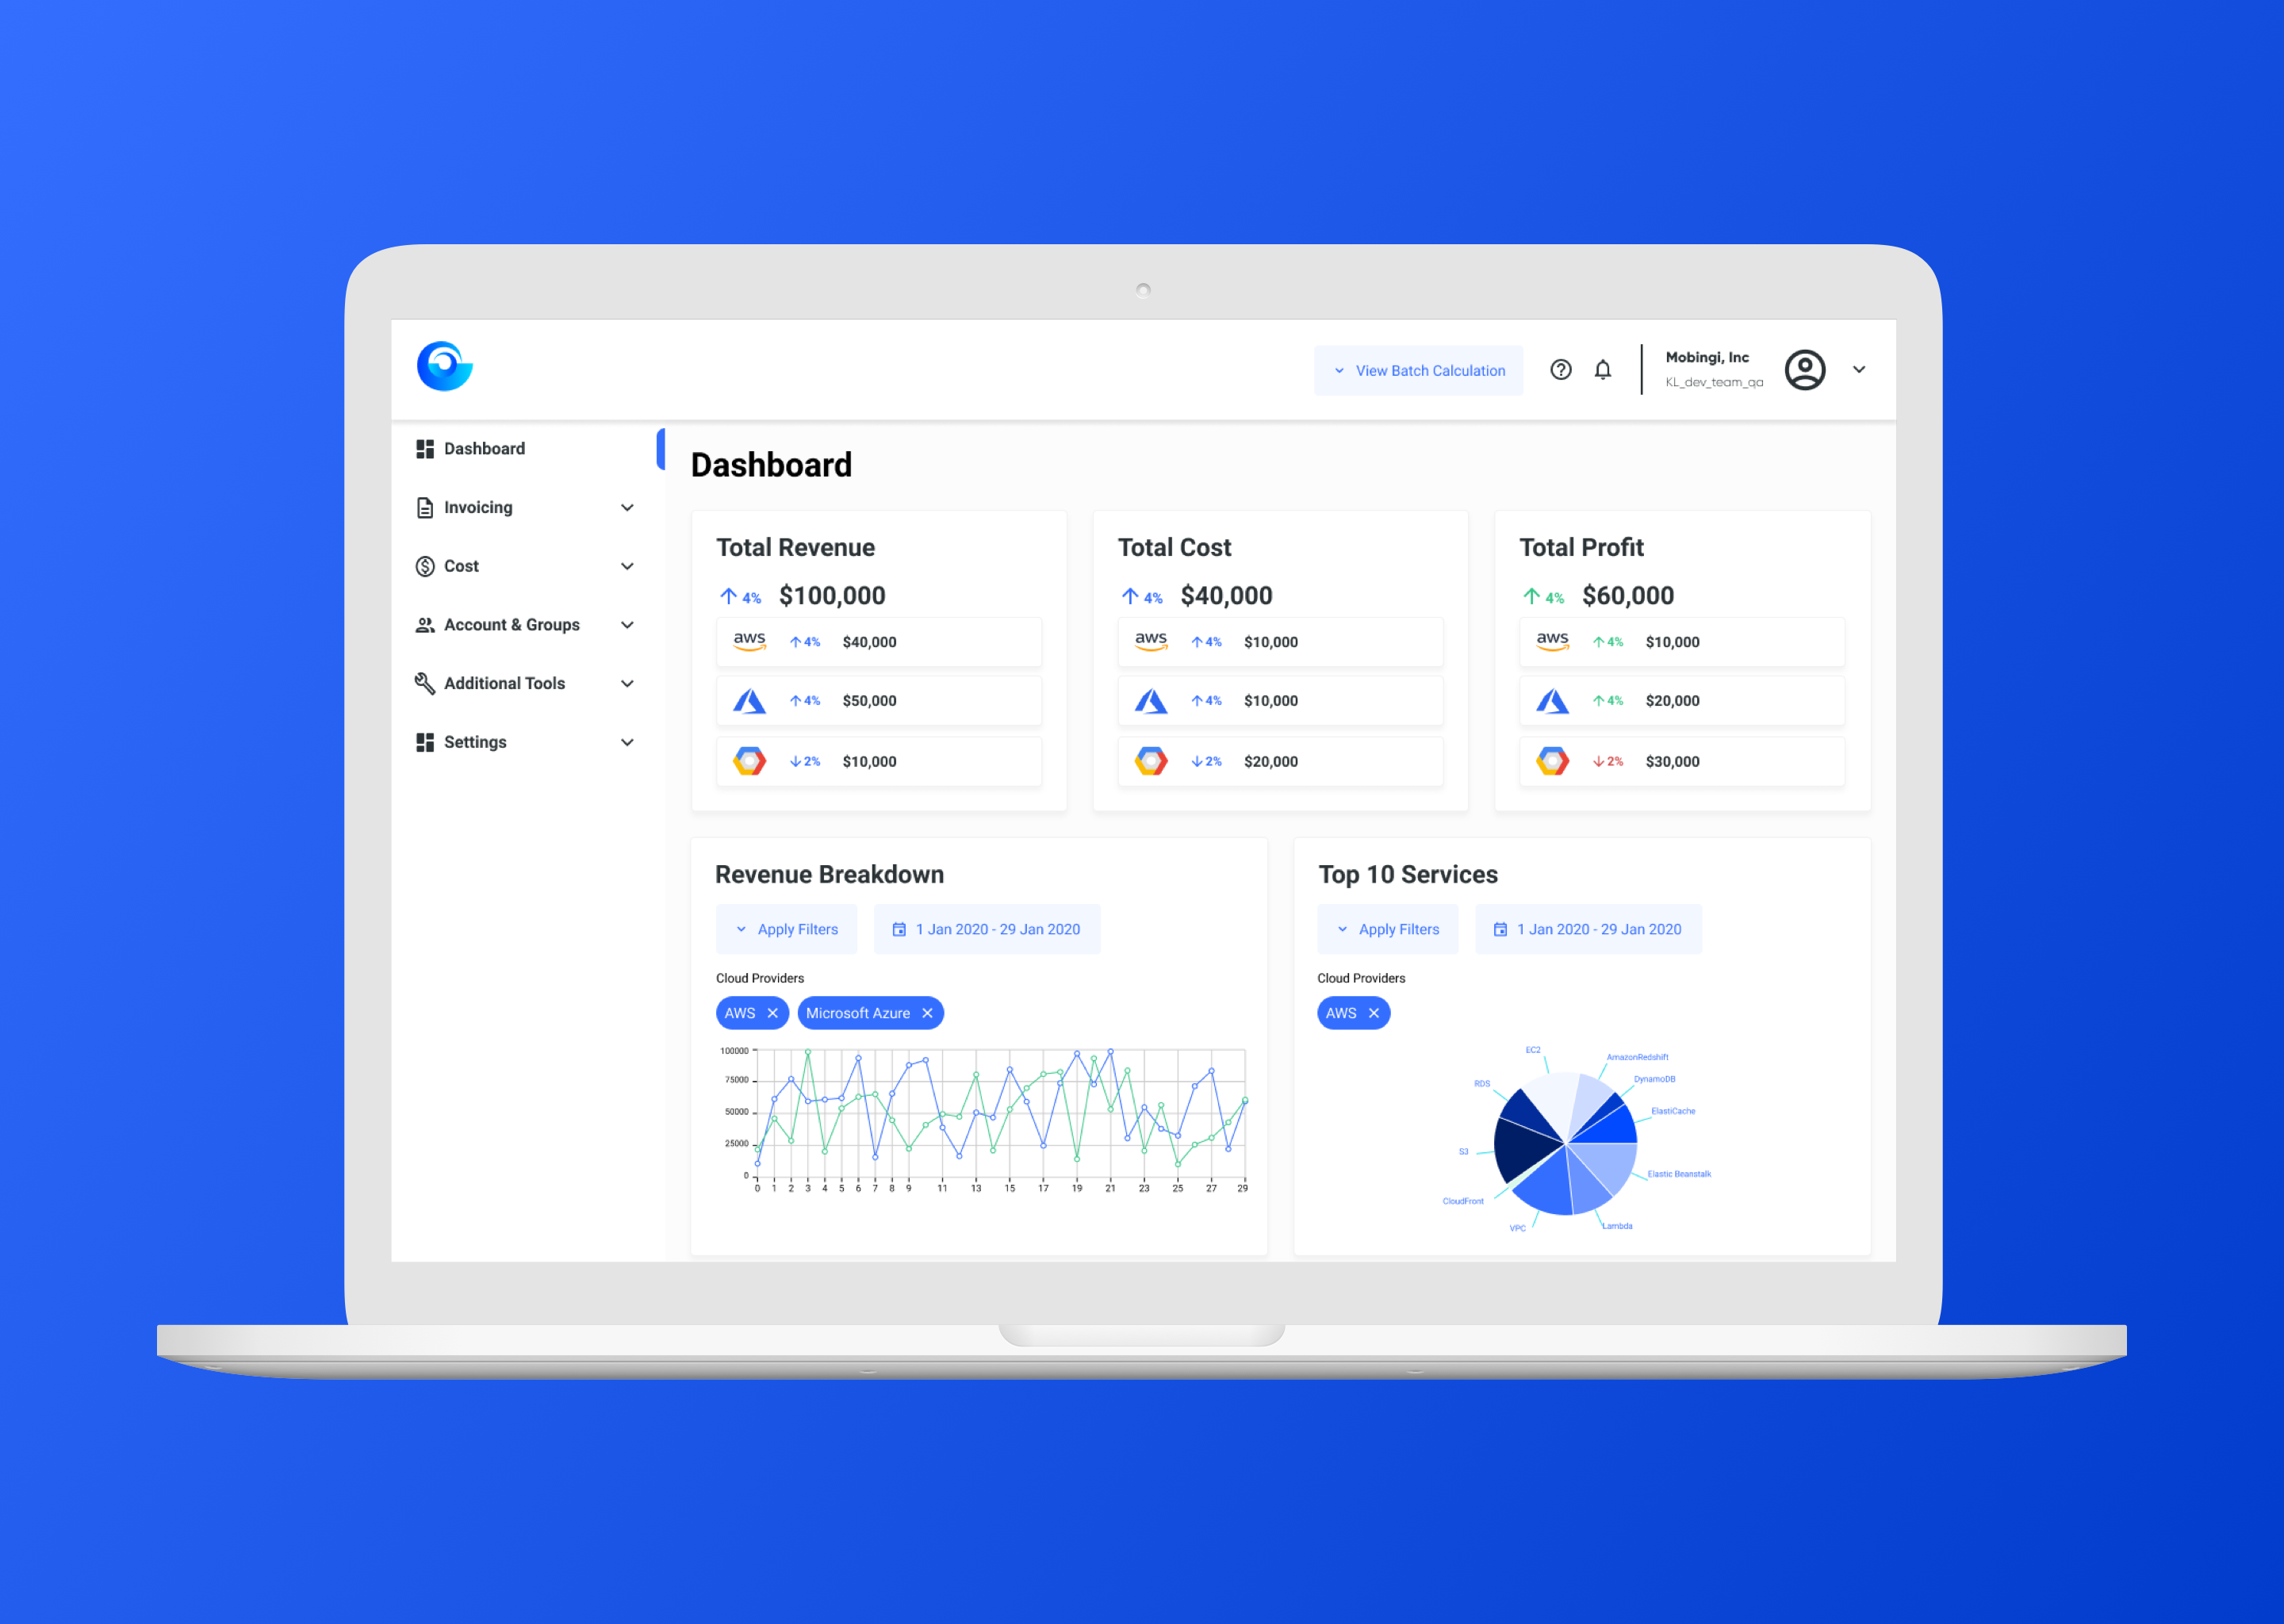 View Batch Calculation
Mobingi, Inc
KL_dev_team_qa
Dashboard
Invoicing
Cost
Account & Groups
Additional Tools
Settings
Dashboard
Total Revenue
4% $100,000
aws 4% $40,000
4% $50,000
2% $10,000
Total Cost
4% $40,000
aws 4% $10,000
4% $10,000
2% $20,000
Total Profit
4% $60,000
aws 4% $10,000
4% $20,000
2% $30,000
Revenue Breakdown
Apply Filters
1 Jan 2020 - 29 Jan 2020
Cloud Providers
AWS
Microsoft Azure
100000
75000
50000
25000
0
0 1 2 3 4 5 6 7 8 9 11 13 15 17 19 21 23 25 27 29
Top 10 Services
Apply Filters
1 Jan 2020 - 29 Jan 2020
Cloud Providers
AWS
EC2
AmazonRedshift
DynamoDB
RDS
ElastiCache
S3
Elastic Beanstalk
CloudFront
VPC
Lambda